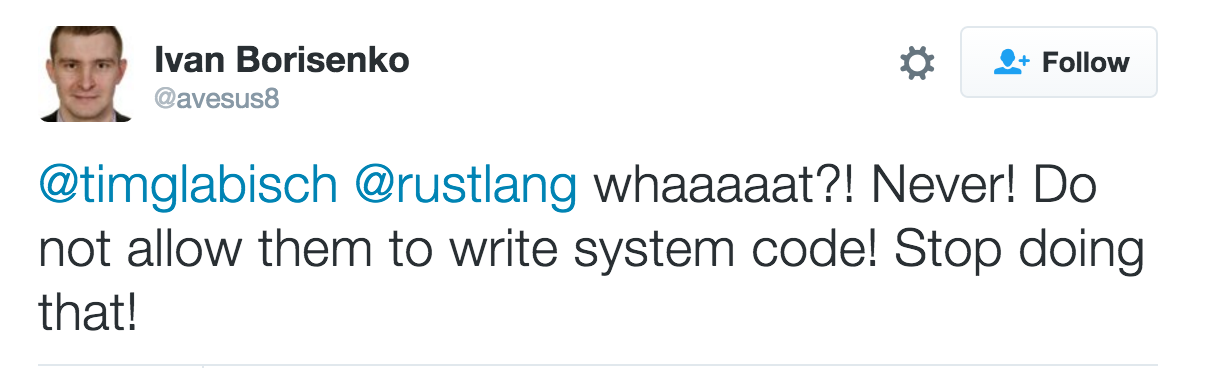 Ivan Borisenko
@avesus8
Follow
@timglabisch @rustlang whaaaaat?! Never! Do
not allow them to write system code! Stop doing
that!